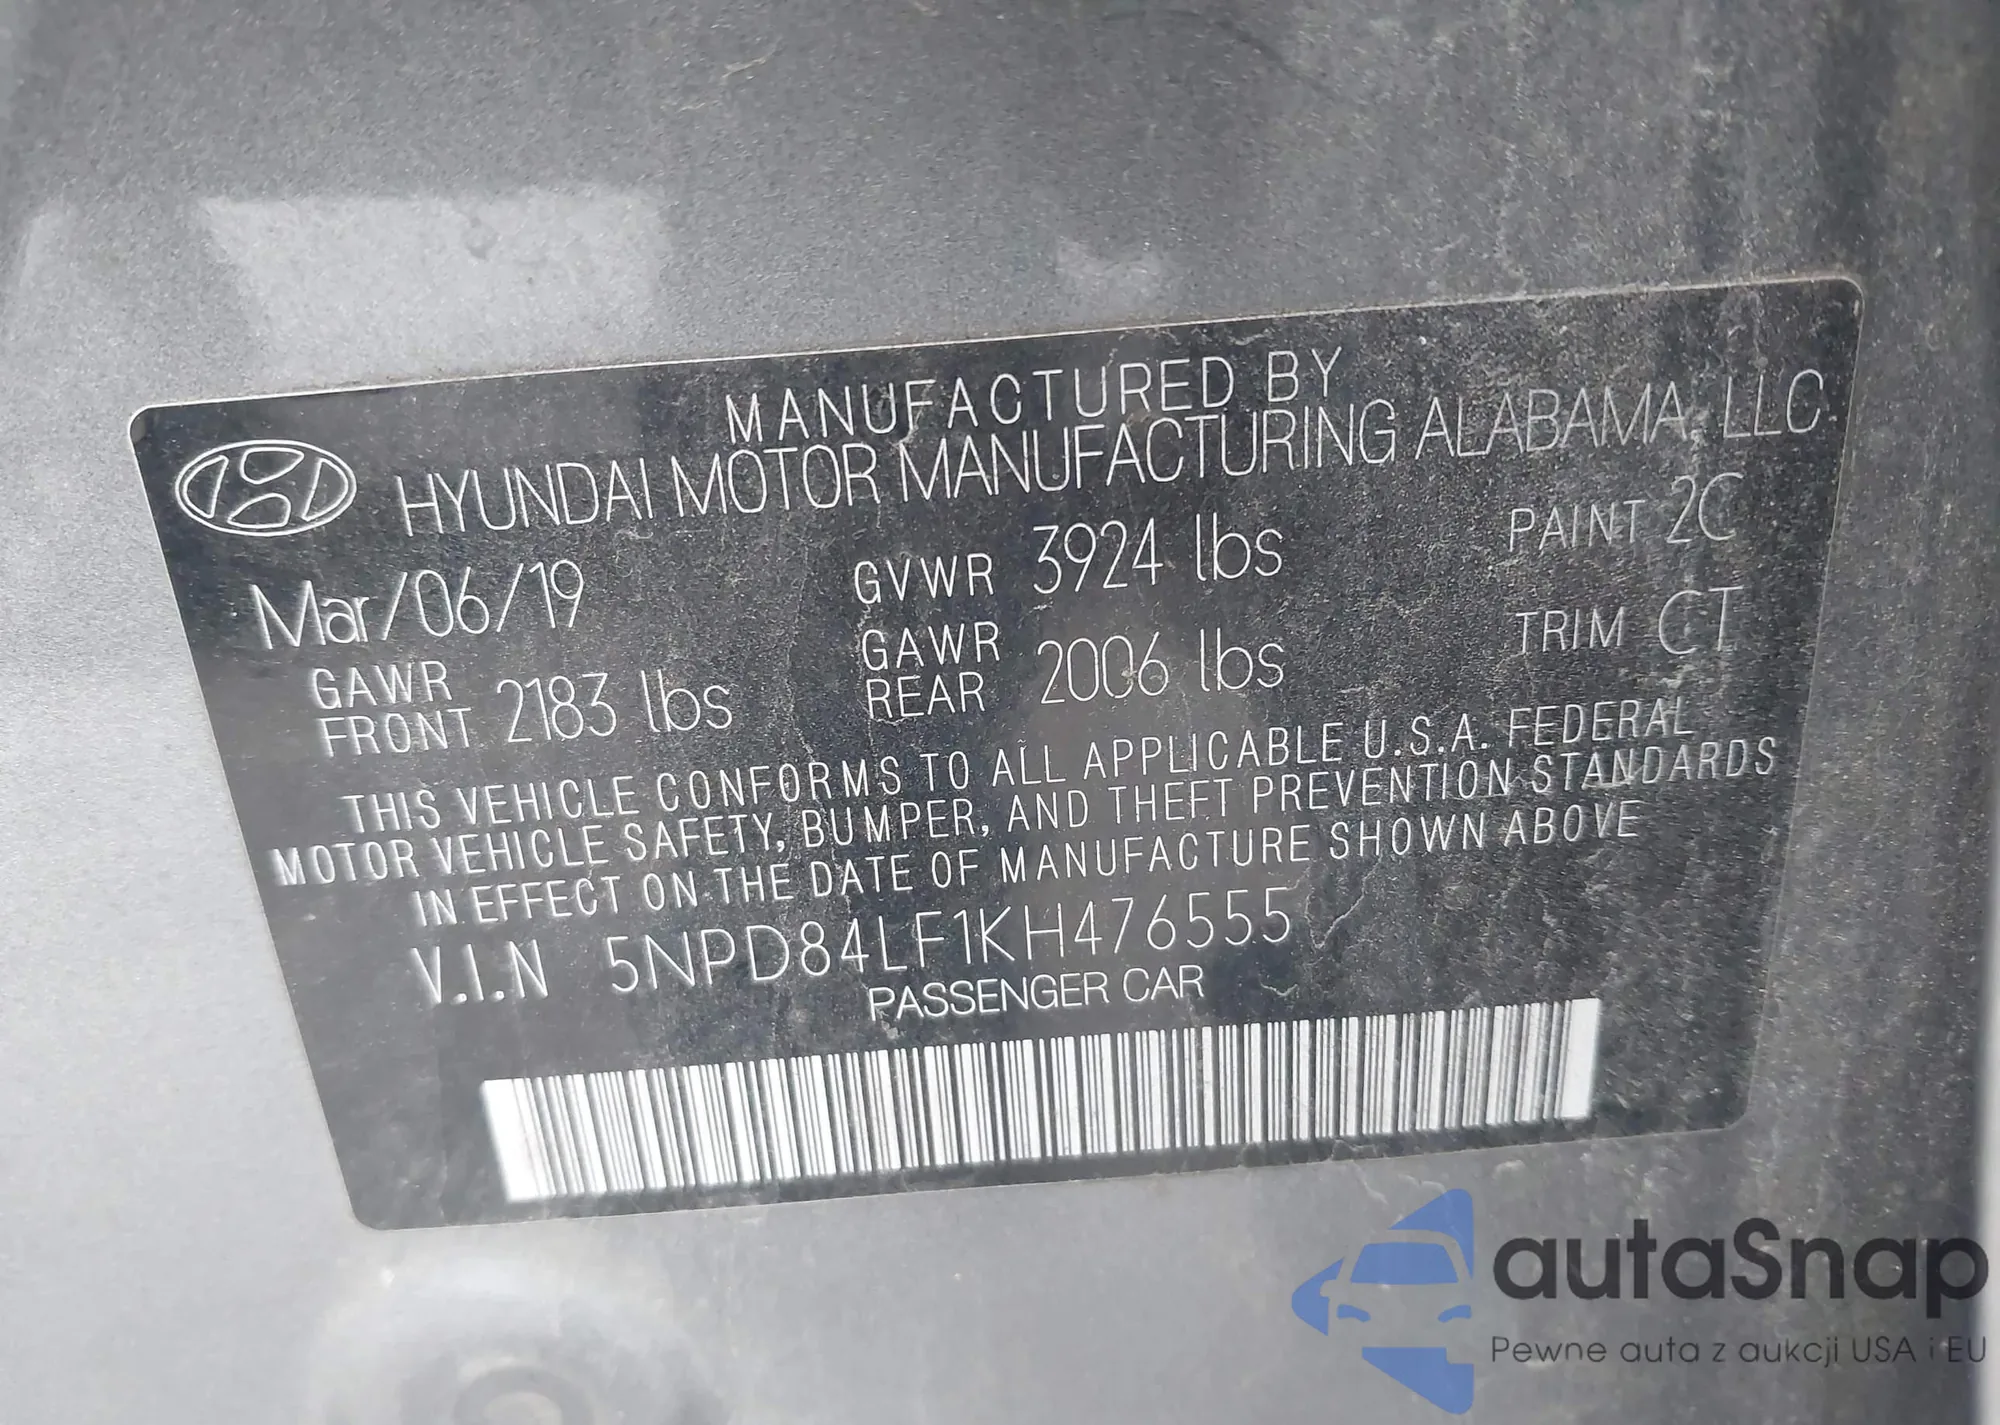 MANUFACTURED BY
HYUNDAI MOTOR MANUFACTURING ALABAMA, LLC
Mar/06/19 GVWR 3924 lbs PAINT 2C
GAWR FRONT 2183 lbs GAWR REAR 2006 lbs TRIM CT
THIS VEHICLE CONFORMS TO ALL APPLICABLE U.S.A. FEDERAL
MOTOR VEHICLE SAFETY, BUMPER, AND THEFT PREVENTION STANDARDS
IN EFFECT ON THE DATE OF MANUFACTURE SHOWN ABOVE
V.I.N 5NPD84LF1KH476555
PASSENGER CAR
autaSnap
Pewne auta z aukcji USA i EU